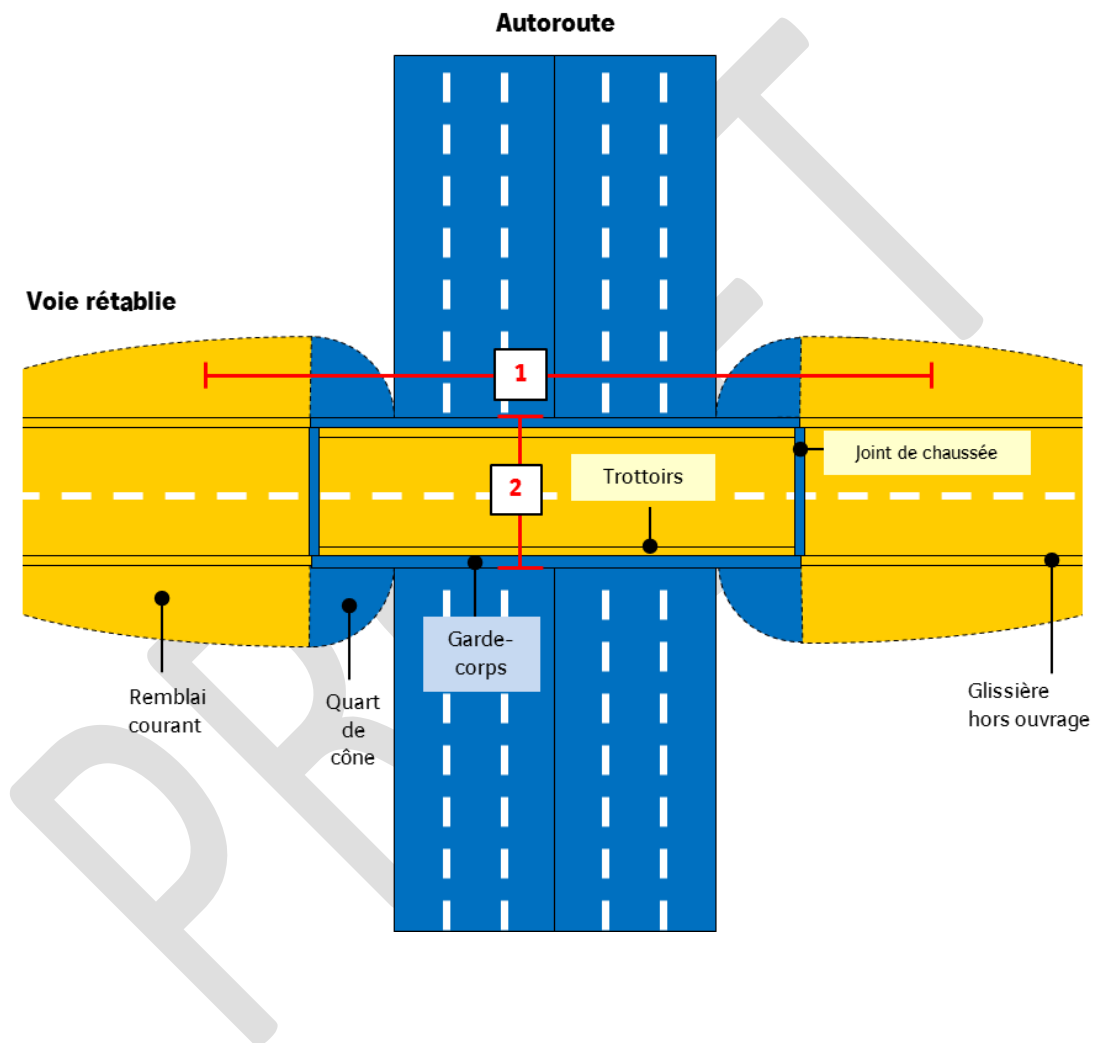 Autoroute
Voie rétablie
1
Joint de chaussée
2
Trottoirs
Garde-
corps
Remblai
courant
Quart
de
cône
Glissière
hors ouvrage
PROJET